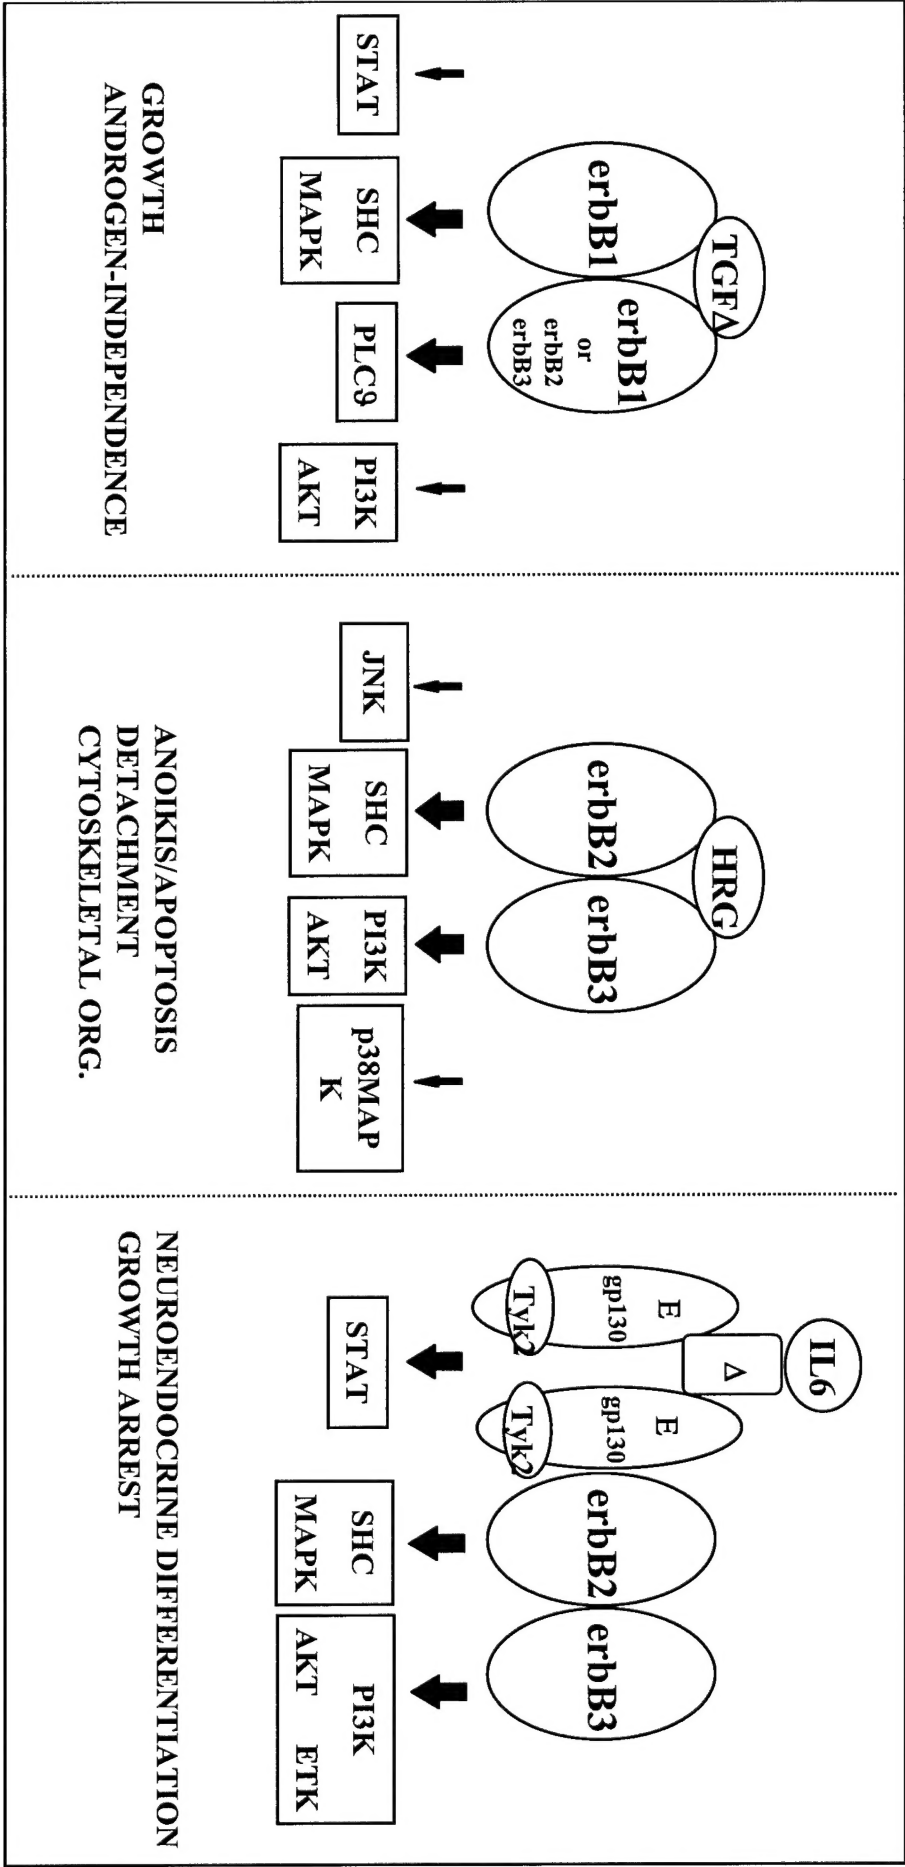 TGFΔ
erbB1
erbB1
or
erbB2
erbB3
STAT
SHC
MAPK
PLCϑ
PI3K
AKT
GROWTH
ANDROGEN-INDEPENDENCE
HRG
erbB2
erbB3
JNK
SHC
MAPK
PI3K
AKT
p38MAP
K
ANOIKIS/APOPTOSIS
DETACHMENT
CYTOSKELETAL ORG.
IL6
Δ
E
gp130
Tyk2
E
gp130
Tyk2
erbB2
erbB3
STAT
SHC
MAPK
PI3K
AKT ETK
NEUROENDOCRINE DIFFERENTIATION
GROWTH ARREST